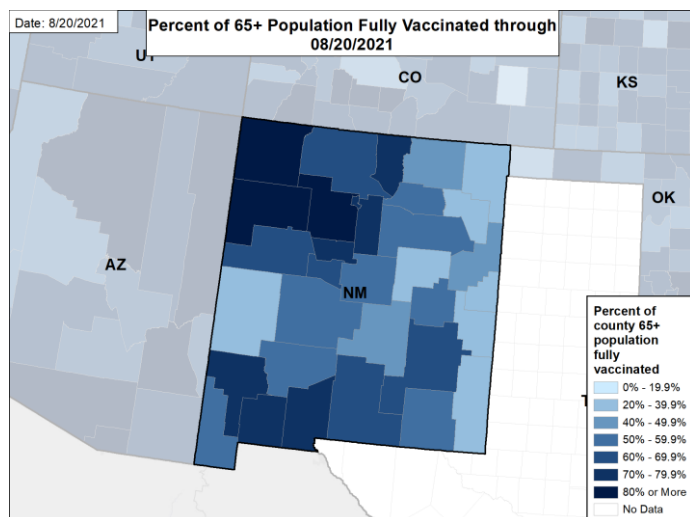 Date: 8/20/2021
Percent of 65+ Population Fully Vaccinated through
08/20/2021
UT
CO
KS
OK
AZ
NM
T
Percent of
county 65+
population
fully
vaccinated
0% - 19.9%
20% - 39.9%
40% - 49.9%
50% - 59.9%
60% - 69.9%
70% - 79.9%
80% or More
No Data